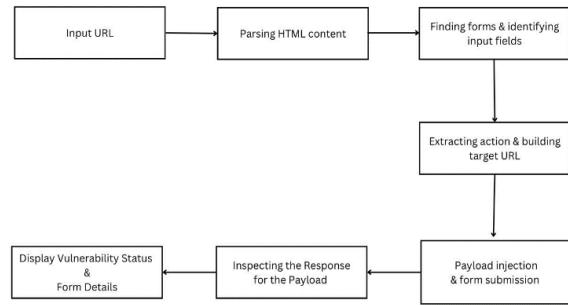 Input URL
Parsing HTML content
Finding forms & identifying
input fields
Extracting action & building
target URL
Payload injection
& form submission
Inspecting the Response
for the Payload
Display Vulnerability Status
&
Form Details